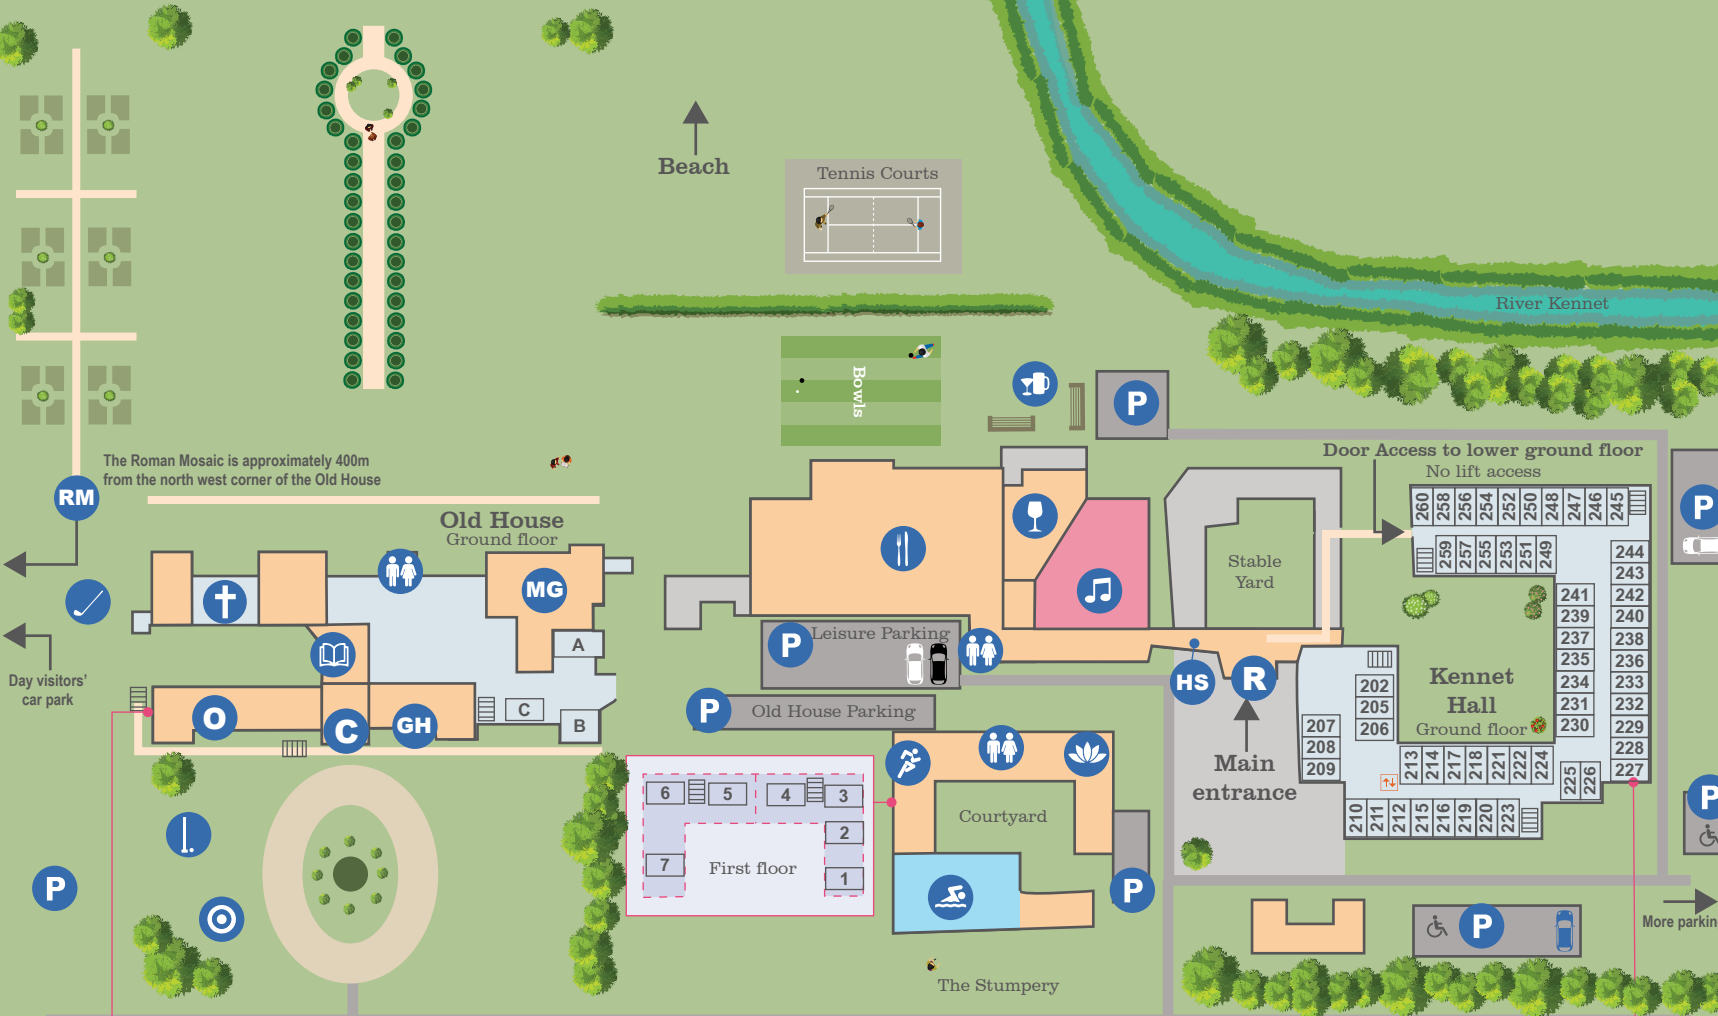 Beach
Tennis Courts
River Kennet
Bowls
P
The Roman Mosaic is approximately 400m
from the north west corner of the Old House
RM
Old House
Ground floor
MG
A
B
C
O
C
GH
Day visitors'
car park
P
P
Leisure Parking
P
Old House Parking
Stable
Yard
HS
R
Main
entrance
Door Access to lower ground floor
No lift access
260
258
256
254
252
250
248
247
246
245
259
257
255
253
251
249
244
243
242
240
238
236
233
232
229
228
227
241
239
237
235
234
231
230
Kennet
Hall
Ground floor
202
205
206
207
208
209
213
214
217
218
221
222
224
225
226
210
211
212
215
216
219
220
223
P
P
6
5
4
3
2
1
7
First floor
Courtyard
P
The Stumpery
P
More parkin